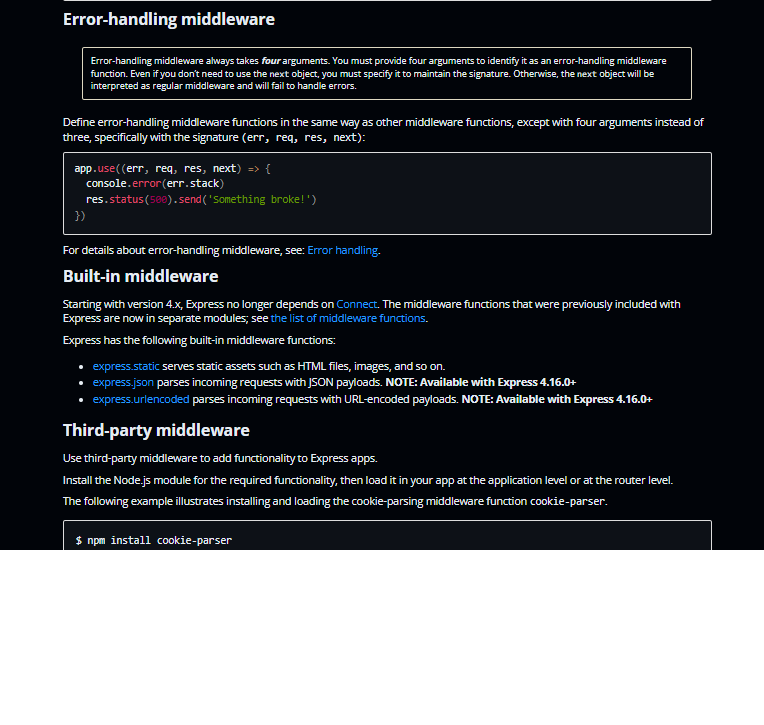 Error-handling middleware
Error-handling middleware always takes four arguments. You must provide four arguments to identify it as an error-handling middleware
function. Even if you don't need to use the next object, you must specify it to maintain the signature. Otherwise, the next object will be
interpreted as regular middleware and will fail to handle errors.
Define error-handling middleware functions in the same way as other middleware functions, except with four arguments instead of
three, specifically with the signature (err, req, res, next):
app.use((err, req, res, next) => {
  console.error(err.stack)
  res.status(500).send('Something broke!')
})
For details about error-handling middleware, see: Error handling.
Built-in middleware
Starting with version 4.x, Express no longer depends on Connect. The middleware functions that were previously included with
Express are now in separate modules; see the list of middleware functions.
Express has the following built-in middleware functions:
• express.static serves static assets such as HTML files, images, and so on.
• express.json parses incoming requests with JSON payloads. NOTE: Available with Express 4.16.0+
• express.urlencoded parses incoming requests with URL-encoded payloads. NOTE: Available with Express 4.16.0+
Third-party middleware
Use third-party middleware to add functionality to Express apps.
Install the Node.js module for the required functionality, then load it in your app at the application level or at the router level.
The following example illustrates installing and loading the cookie-parsing middleware function cookie-parser.
$ npm install cookie-parser